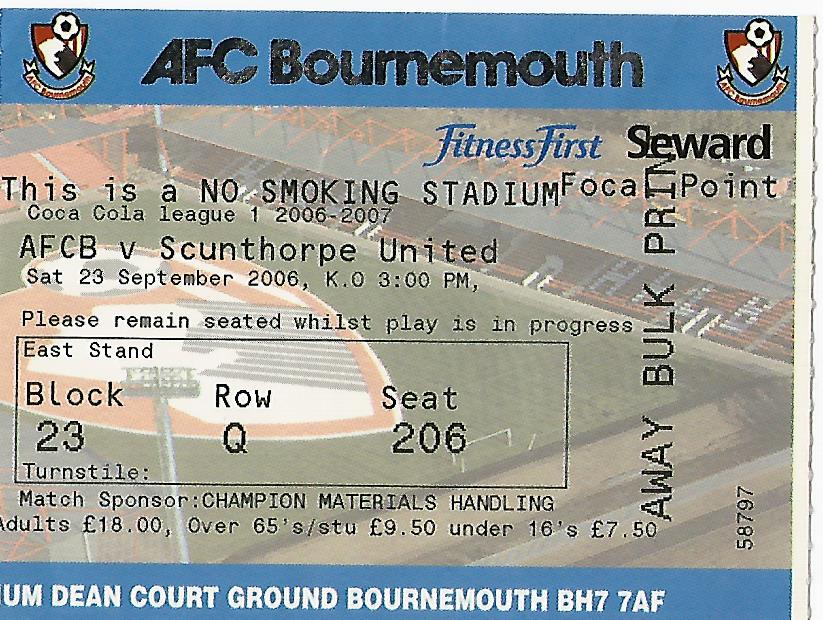 AFC Bournemouth
FitnessFirst Seward
This is a NO SMOKING STADIUM Focal Point
Coca Cola league 1 2006-2007
AFCB v Scunthorpe United
Sat 23 September 2006, K.O 3:00 PM,
Please remain seated whilst play is in progress
East Stand
Block Row Seat
23 Q 206
Turnstile:
Match Sponsor:CHAMPION MATERIALS HANDLING
Adults £18.00, Over 65's/stu £9.50 under 16's £7.50
AWAY BULK PRIN
58797
IUM DEAN COURT GROUND BOURNEMOUTH BH7 7AF